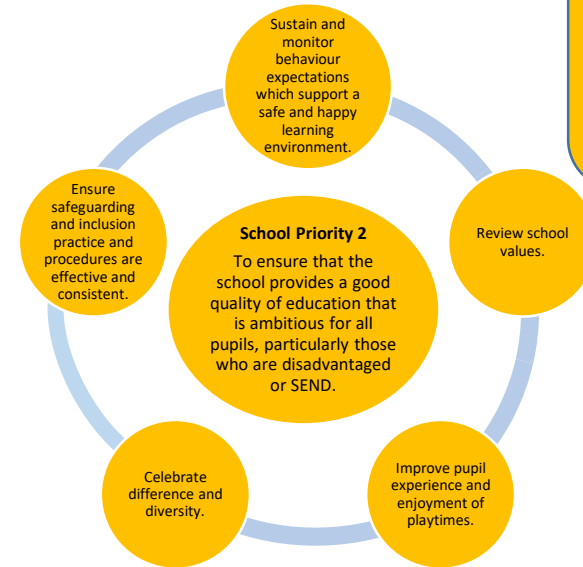 Sustain and
monitor
behaviour
expectations
which support a
safe and happy
learning
environment.
Review school
values.
Improve pupil
experience and
enjoyment of
playtimes.
Celebrate
difference and
diversity.
Ensure
safeguarding
and inclusion
practice and
procedures are
effective and
consistent.
School Priority 2
To ensure that the
school provides a good
quality of education that
is ambitious for all
pupils, particularly those
who are disadvantaged
or SEND.